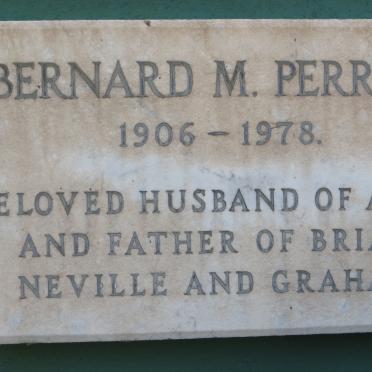 BERNARD M. PERR
1906 – 1978.
ELOVED HUSBAND OF A
AND FATHER OF BRIA
NEVILLE AND GRAHA